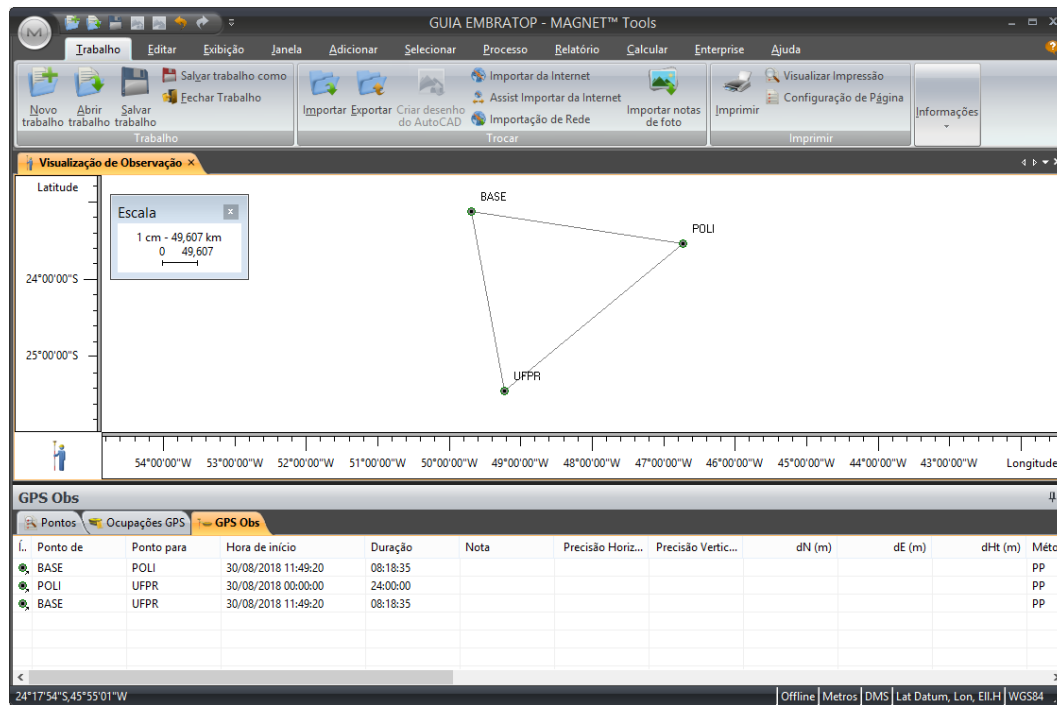 GUIA EMBRATOP - MAGNET™ Tools
Trabalho Editar Exibição Janela Adicionar Selecionar Processo Relatório Calcular Enterprise Ajuda
Novo trabalho
Abrir trabalho
Salvar trabalho
Salvar trabalho como
Fechar Trabalho
Trabalho
Importar
Exportar
Criar desenho do AutoCAD
Importar da Internet
Assist Importar da Internet
Importação de Rede
Importar notas de foto
Trocar
Imprimir
Visualizar Impressão
Configuração de Página
Imprimir
Informações
Visualização de Observação ×
Latitude
Escala
1 cm - 49,607 km
0 49,607
BASE
POLI
UFPR
24°00'00"S
25°00'00"S
54°00'00"W 53°00'00"W 52°00'00"W 51°00'00"W 50°00'00"W 49°00'00"W 48°00'00"W 47°00'00"W 46°00'00"W 45°00'00"W 44°00'00"W 43°00'00"W Longitude
GPS Obs
Pontos Ocupações GPS GPS Obs
Í.. Ponto de Ponto para Hora de início Duração Nota Precisão Horiz... Precisão Vertic... dN (m) dE (m) dHt (m) Méto
BASE POLI 30/08/2018 11:49:20 08:18:35 PP
POLI UFPR 30/08/2018 00:00:00 24:00:00 PP
BASE UFPR 30/08/2018 11:49:20 08:18:35 PP
24°17'54"S,45°55'01"W Offline Metros DMS Lat Datum, Lon, Ell.H WGS84